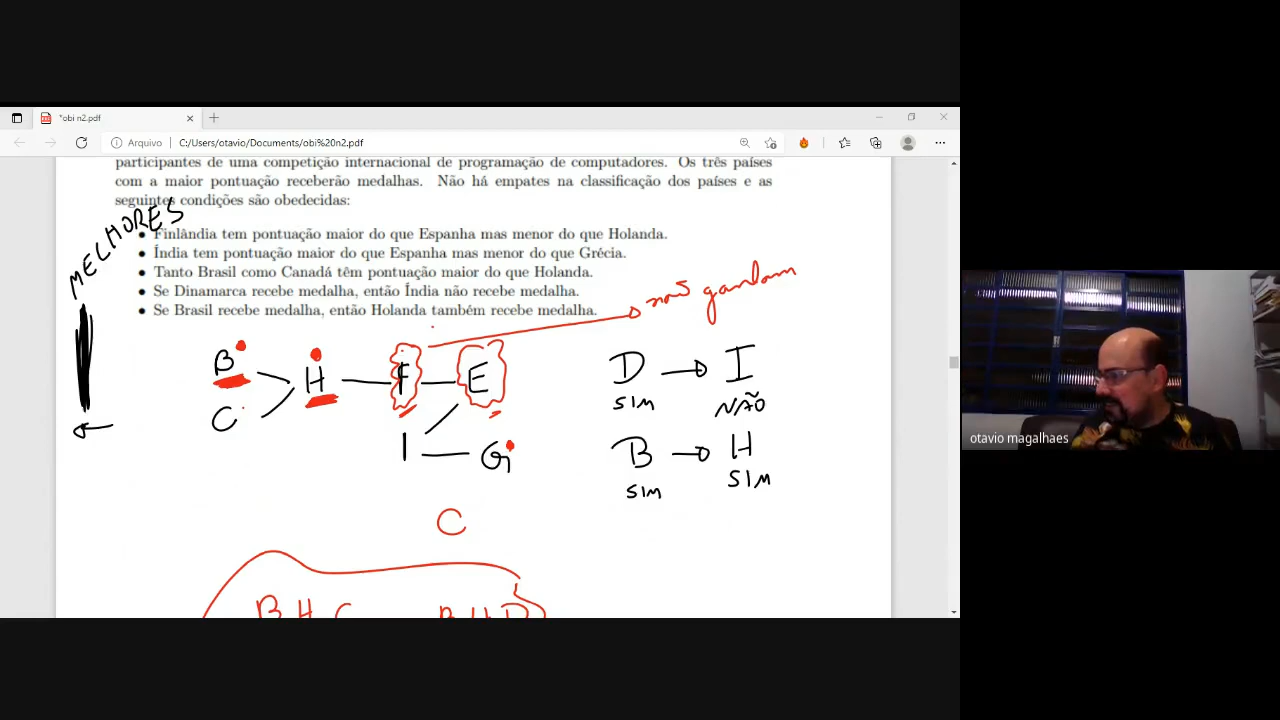 *obi n2.pdf
Arquivo C:/Users/otavio/Documents/obi%20n2.pdf
participantes de uma competição internacional de programação de computadores. Os três países
com a maior pontuação receberão medalhas. Não há empates na classificação dos países e as
seguintes condições são obedecidas:
MELHORES
• Finlândia tem pontuação maior do que Espanha mas menor do que Holanda.
• Índia tem pontuação maior do que Espanha mas menor do que Grécia.
• Tanto Brasil como Canadá têm pontuação maior do que Holanda.
• Se Dinamarca recebe medalha, então Índia não recebe medalha.
• Se Brasil recebe medalha, então Holanda também recebe medalha.
não ganham
B H F E D I
SIM NÃO
C I G B H
SIM SIM
C
B H C B H D
otavio magalhaes